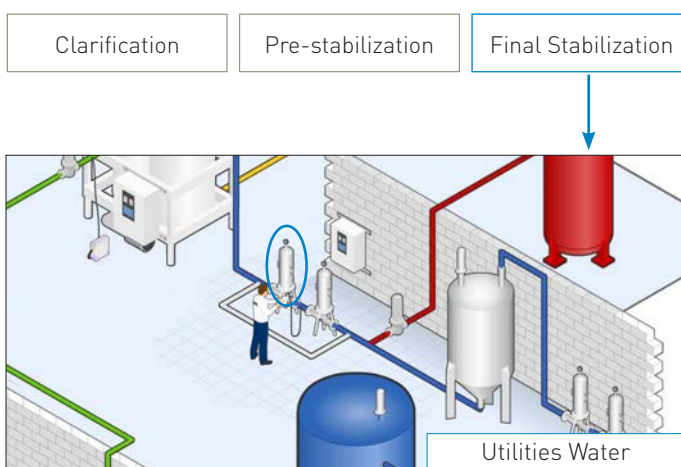 Clarification
Pre-stabilization
Final Stabilization
Utilities Water